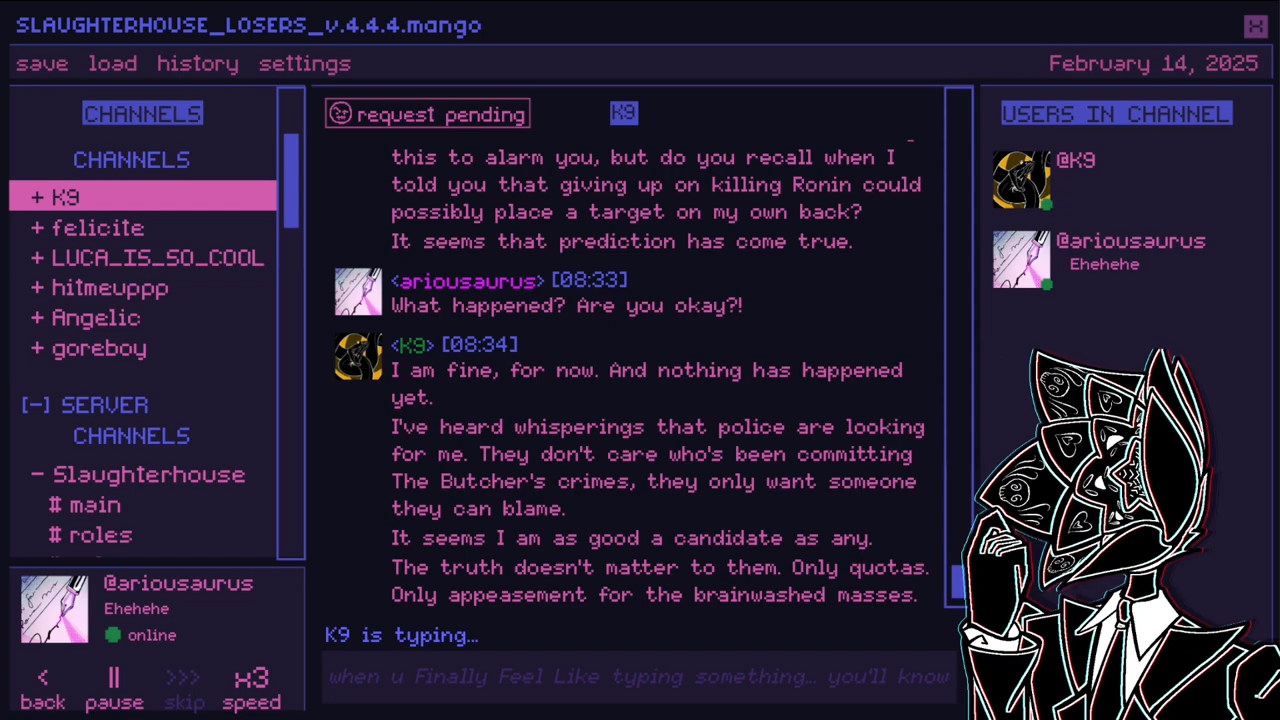 SLAUGHTERHOUSE_LOSERS_v.4.4.4.mango
X
save load history settings
February 14, 2025
CHANNELS
CHANNELS
+ K9
+ felicite
+ LUCA_IS_SO_COOL
+ hitmeuppp
+ Angelic
+ goreboy
[-] SERVER
CHANNELS
- Slaughterhouse
# main
# roles
@ariousaurus
Ehehehe
online
< || >>> x3
back pause skip speed
request pending
K9
this to alarm you, but do you recall when I
told you that giving up on killing Ronin could
possibly place a target on my own back?
It seems that prediction has come true.
<ariousaurus> [08:33]
What happened? Are you okay?!
<K9> [08:34]
I am fine, for now. And nothing has happened
yet.
I've heard whisperings that police are looking
for me. They don't care who's been committing
The Butcher's crimes, they only want someone
they can blame.
It seems I am as good a candidate as any.
The truth doesn't matter to them. Only quotas.
Only appeasement for the brainwashed masses.
K9 is typing...
when u Finally Feel Like typing something... you'll know
USERS IN CHANNEL
@K9
@ariousaurus
Ehehehe